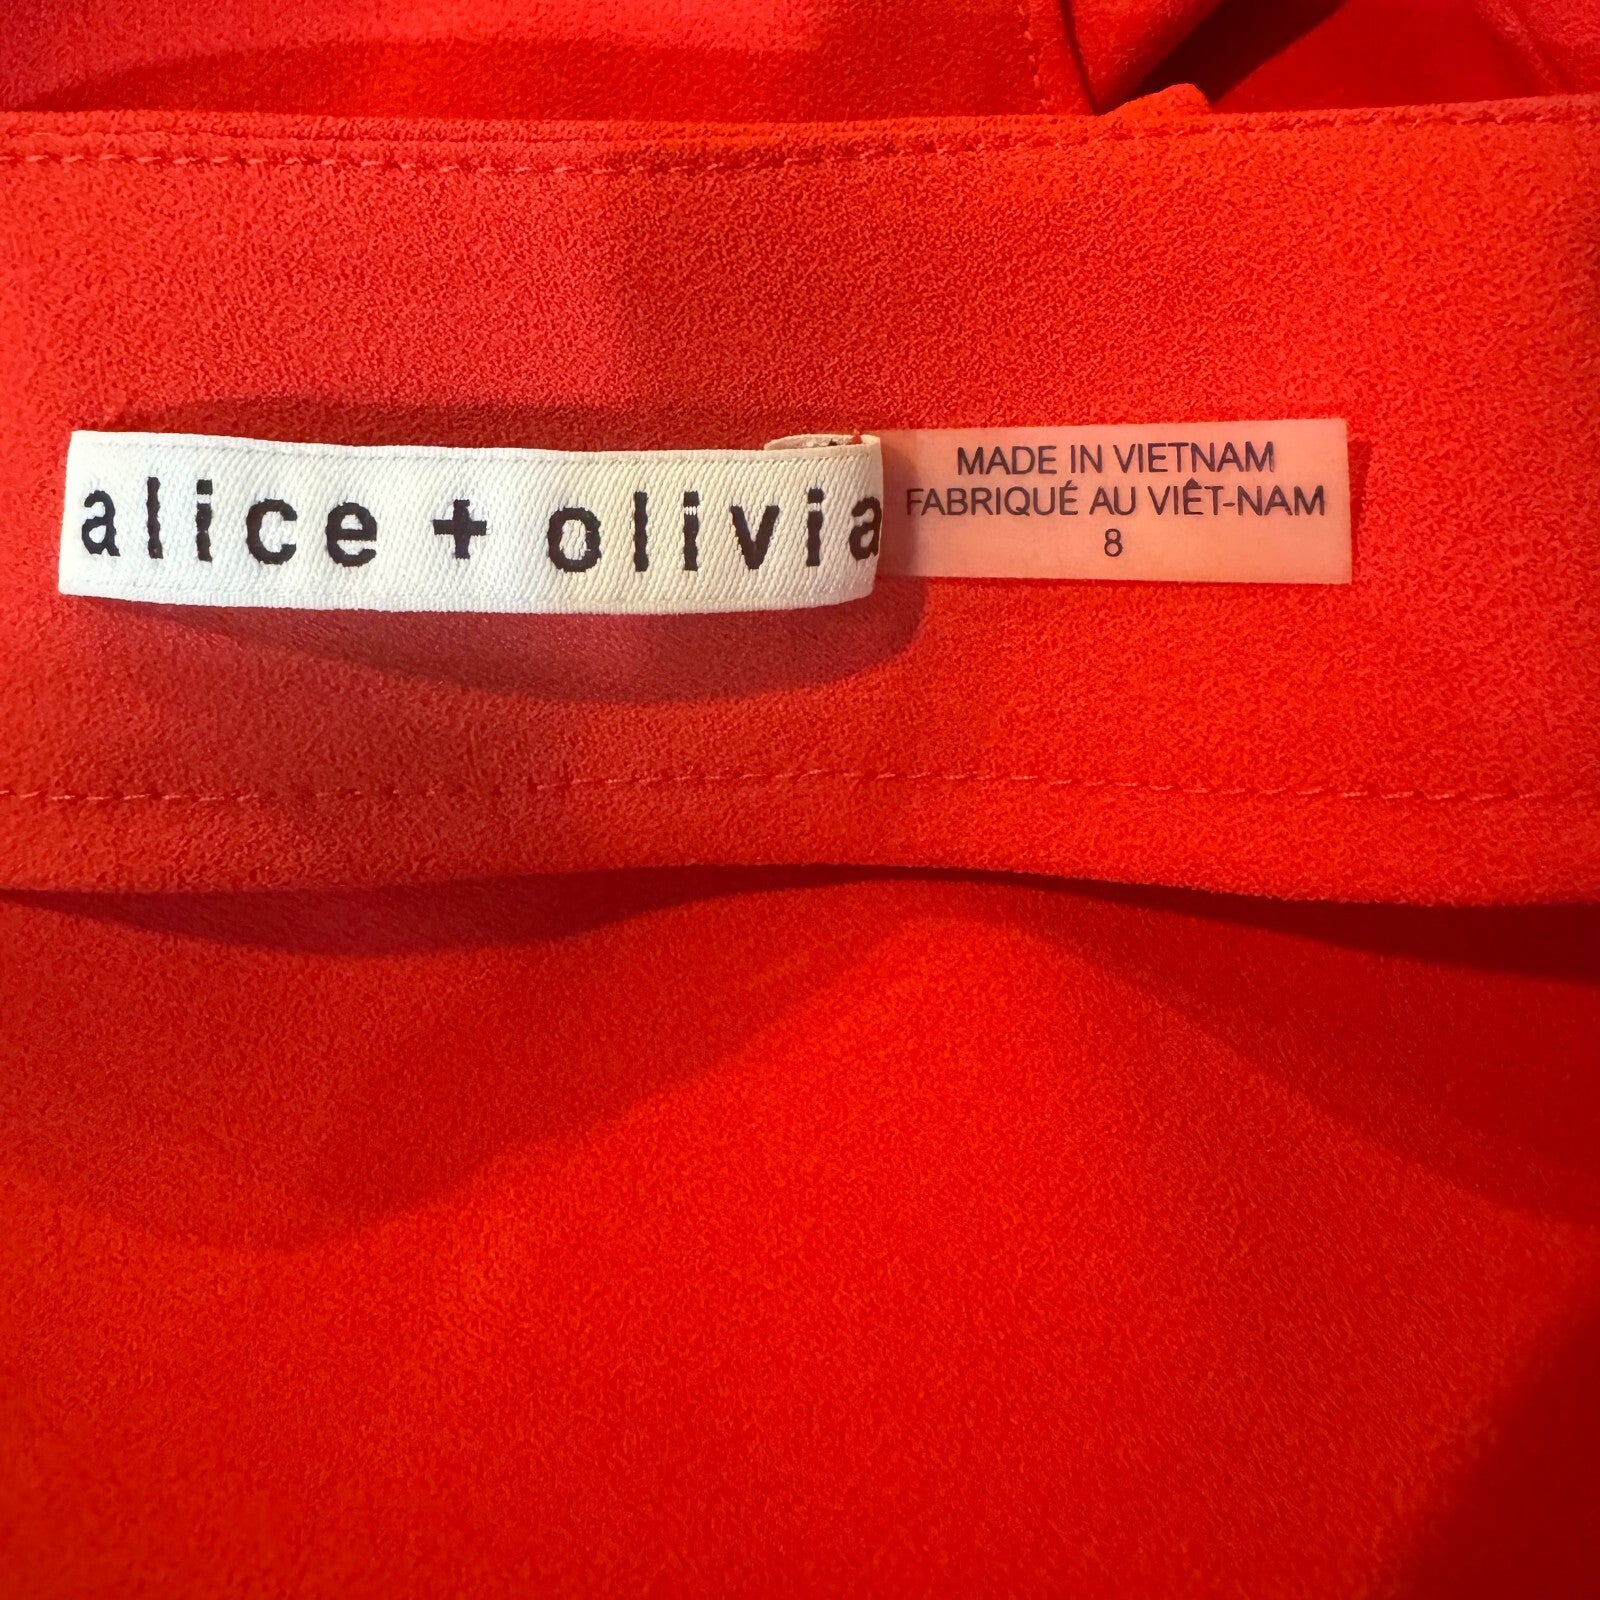 alice + olivia
MADE IN VIETNAM
FABRIQUÉ AU VIÊT-NAM
8